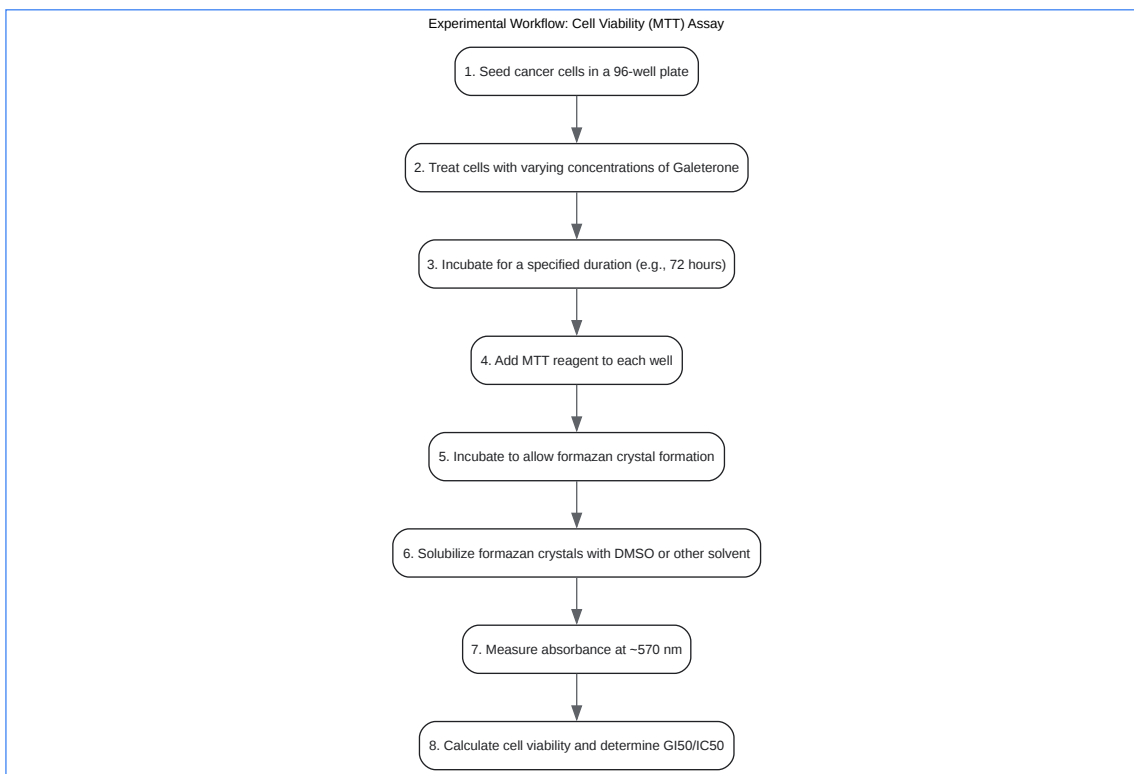 Experimental Workflow: Cell Viability (MTT) Assay
1. Seed cancer cells in a 96-well plate
2. Treat cells with varying concentrations of Galeterone
3. Incubate for a specified duration (e.g., 72 hours)
4. Add MTT reagent to each well
5. Incubate to allow formazan crystal formation
6. Solubilize formazan crystals with DMSO or other solvent
7. Measure absorbance at ~570 nm
8. Calculate cell viability and determine GI50/IC50